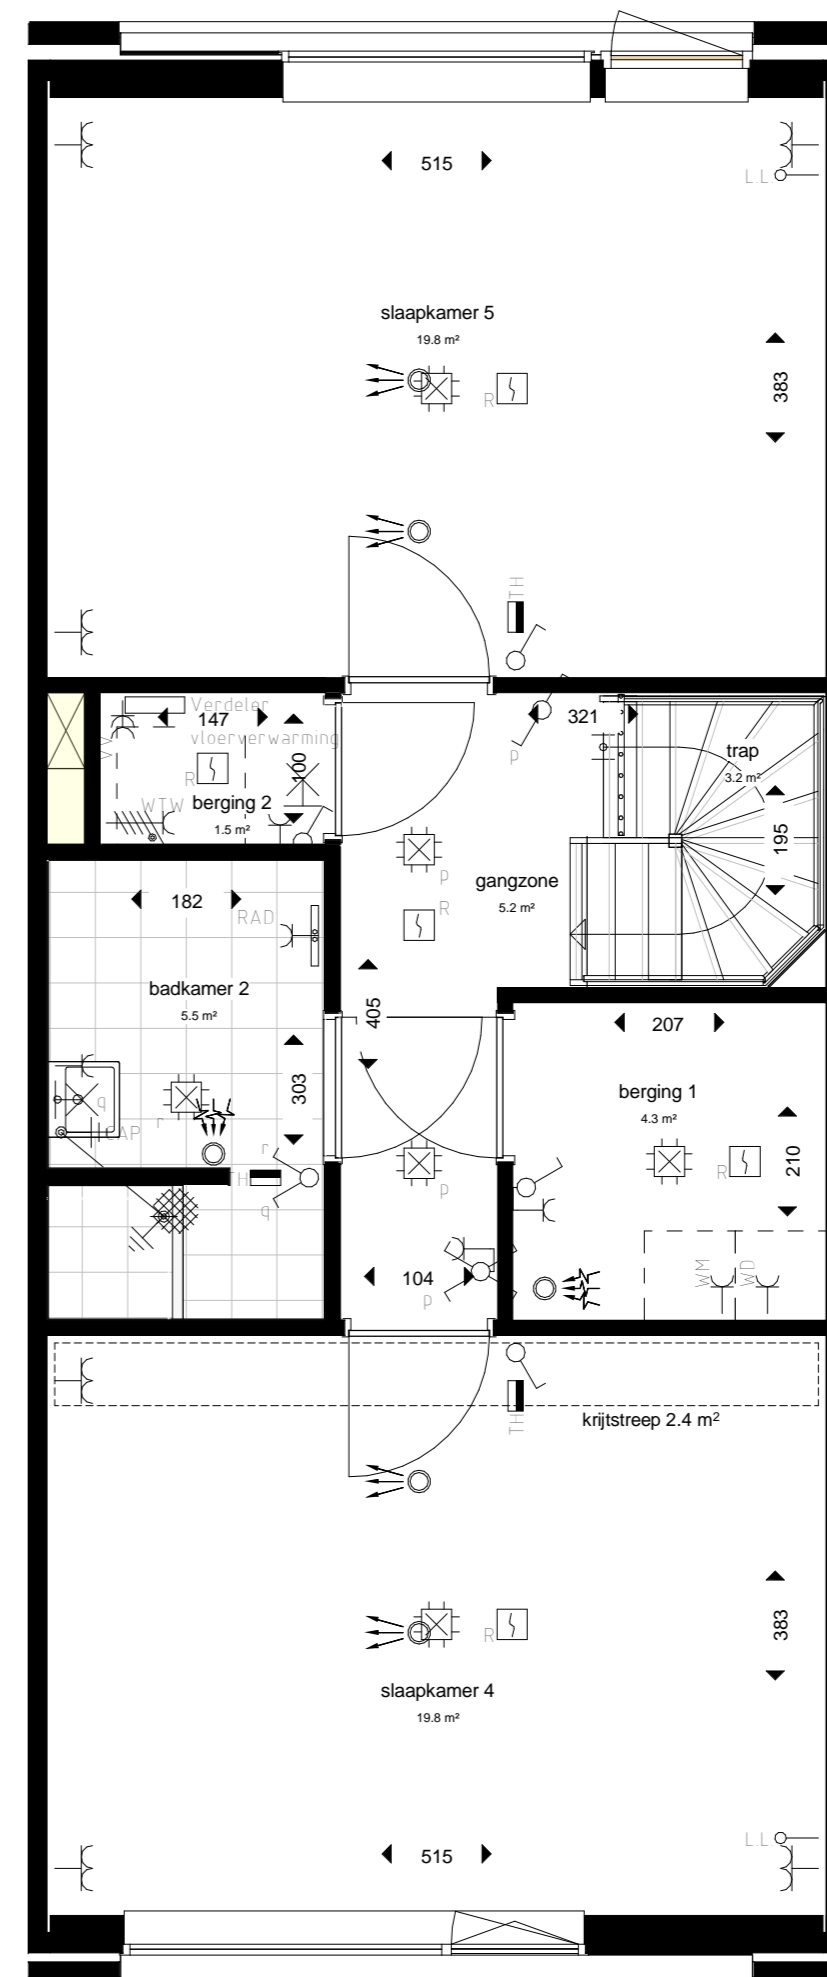 515
L.L.
slaapkamer 5
19.8 m²
383
R
TH
Verdeler
147
321
vloerverwarming
VV
p
trap
3.2 m²
100
R
WTW
berging 2
1.5 m²
195
p
gangzone
5.2 m²
R
182
RAD
badkamer 2
5.5 m²
405
207
303
berging 1
4.3 m²
q
r
CAP
210
r
p
R
TH
q
WM
WD
104
p
krijtstreep 2.4 m²
TH
383
R
slaapkamer 4
19.8 m²
L.L.
515